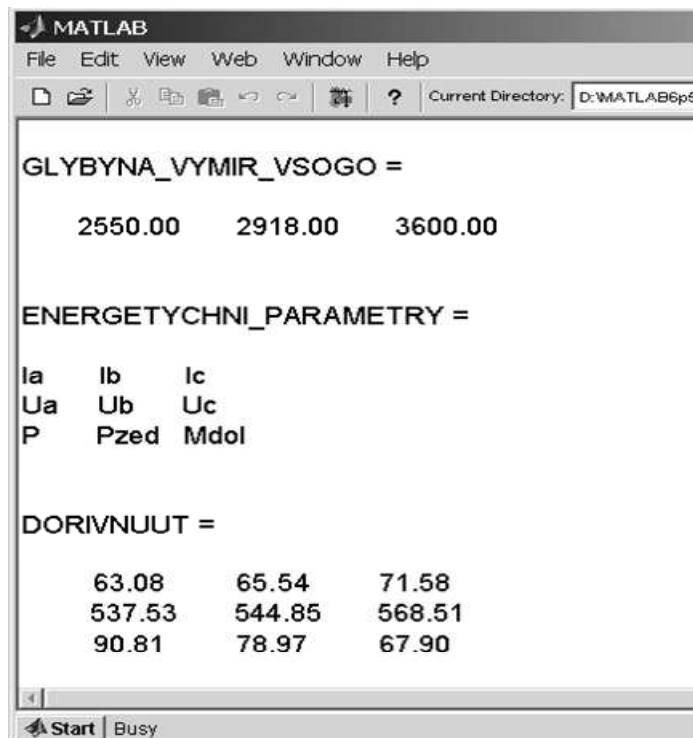 MATLAB
File Edit View Web Window Help
? Current Directory: D:\MATLAB6p5
GLYBYNA_VYMIR_VSOGO =
2550.00 2918.00 3600.00
ENERGETYCHNI_PARAMETRY =
Ia Ib Ic
Ua Ub Uc
P Pzed Mdol
DORIVNUUT =
63.08 65.54 71.58
537.53 544.85 568.51
90.81 78.97 67.90
Start Busy